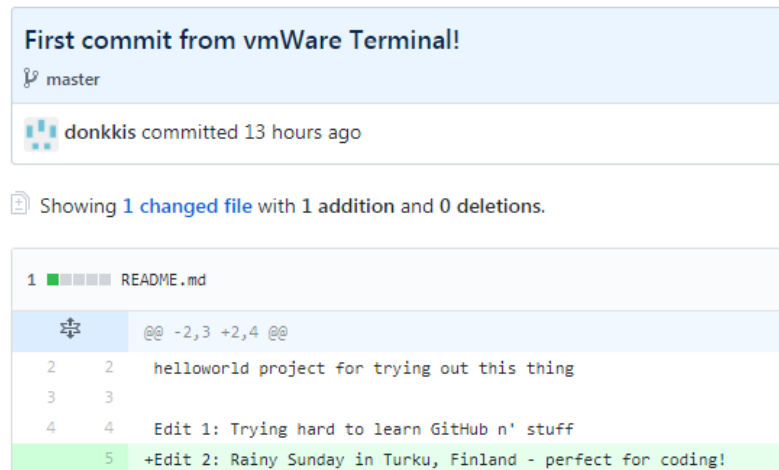 First commit from vmWare Terminal!
master
donkkis committed 13 hours ago
Showing 1 changed file with 1 addition and 0 deletions.
1 README.md
@@ -2,3 +2,4 @@
2 2 helloworld project for trying out this thing
3 3
4 4 Edit 1: Trying hard to learn GitHub n' stuff
5 +Edit 2: Rainy Sunday in Turku, Finland - perfect for coding!